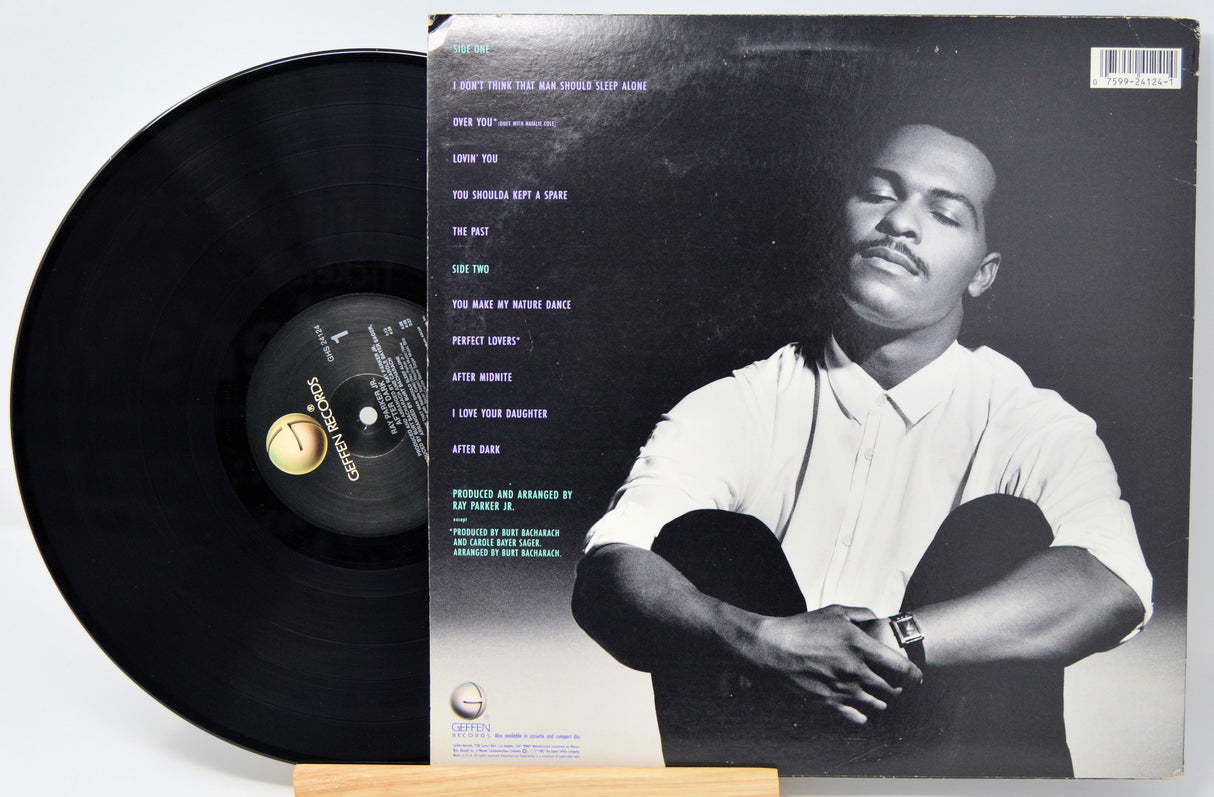 SIDE ONE
I DON'T THINK THAT MAN SHOULD SLEEP ALONE
OVER YOU* (DUET WITH NATALIE COLE)
LOVIN' YOU
YOU SHOULDA KEPT A SPARE
THE PAST
SIDE TWO
YOU MAKE MY NATURE DANCE
PERFECT LOVERS*
AFTER MIDNITE
I LOVE YOUR DAUGHTER
AFTER DARK
PRODUCED AND ARRANGED BY
RAY PARKER JR.
except
*PRODUCED BY BURT BACHARACH
AND CAROLE BAYER SAGER.
ARRANGED BY BURT BACHARACH.
GEFFEN
RECORDS
Also available in cassette and compact disc
0 7599-24124-1
GEFFEN RECORDS ®
GHS 24124
1
RAY PARKER JR.
AFTER DARK